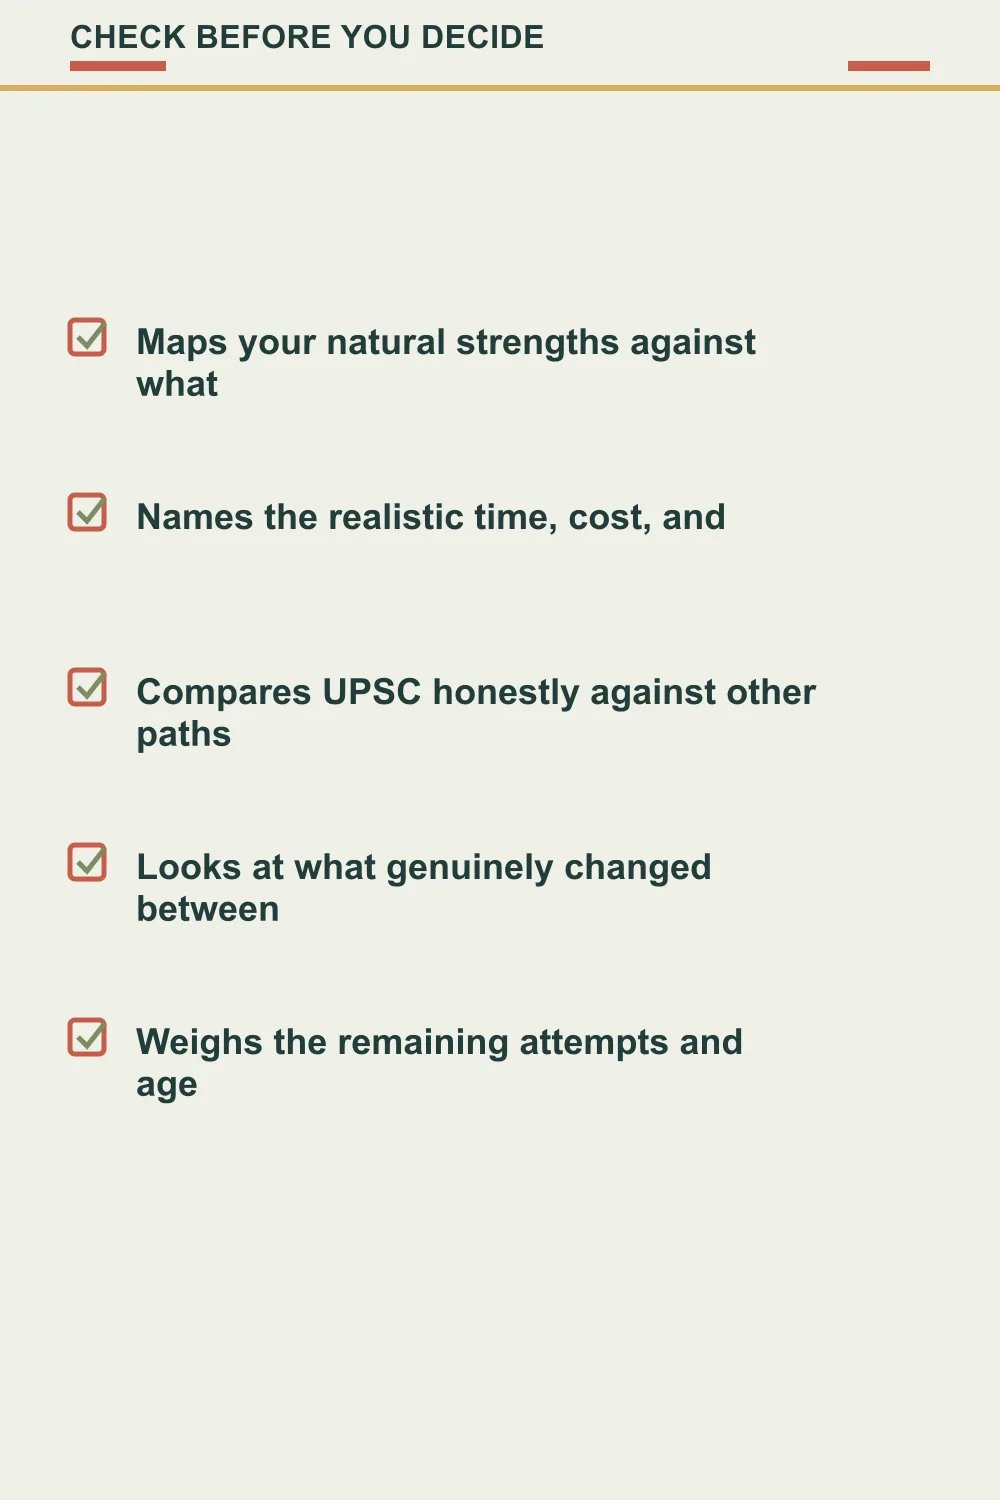 CHECK BEFORE YOU DECIDE
Maps your natural strengths against
what
Names the realistic time, cost, and
Compares UPSC honestly against other
paths
Looks at what genuinely changed
between
Weighs the remaining attempts and
age